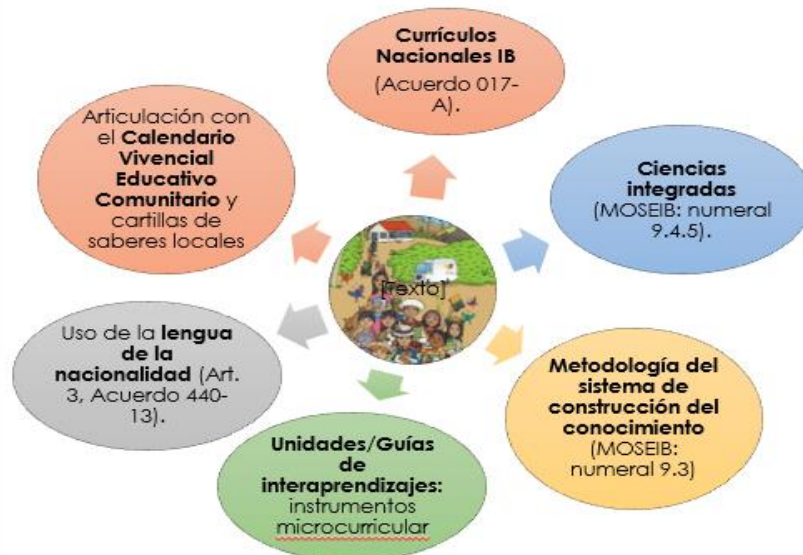 Currículos
Nacionales IB
(Acuerdo 017-
A).
Articulación con
el Calendario
Vivencial
Educativo
Comunitario y
cartillas de
saberes locales
Ciencias
integradas
(MOSEIB: numeral
9.4.5).
[Texto]
Uso de la lengua
de la
nacionalidad (Art.
3, Acuerdo 440-
13).
Metodología del
sistema de
construcción del
conocimiento
(MOSEIB:
numeral 9.3)
Unidades/Guías
de
interaprendizajes:
instrumentos
microcurricular